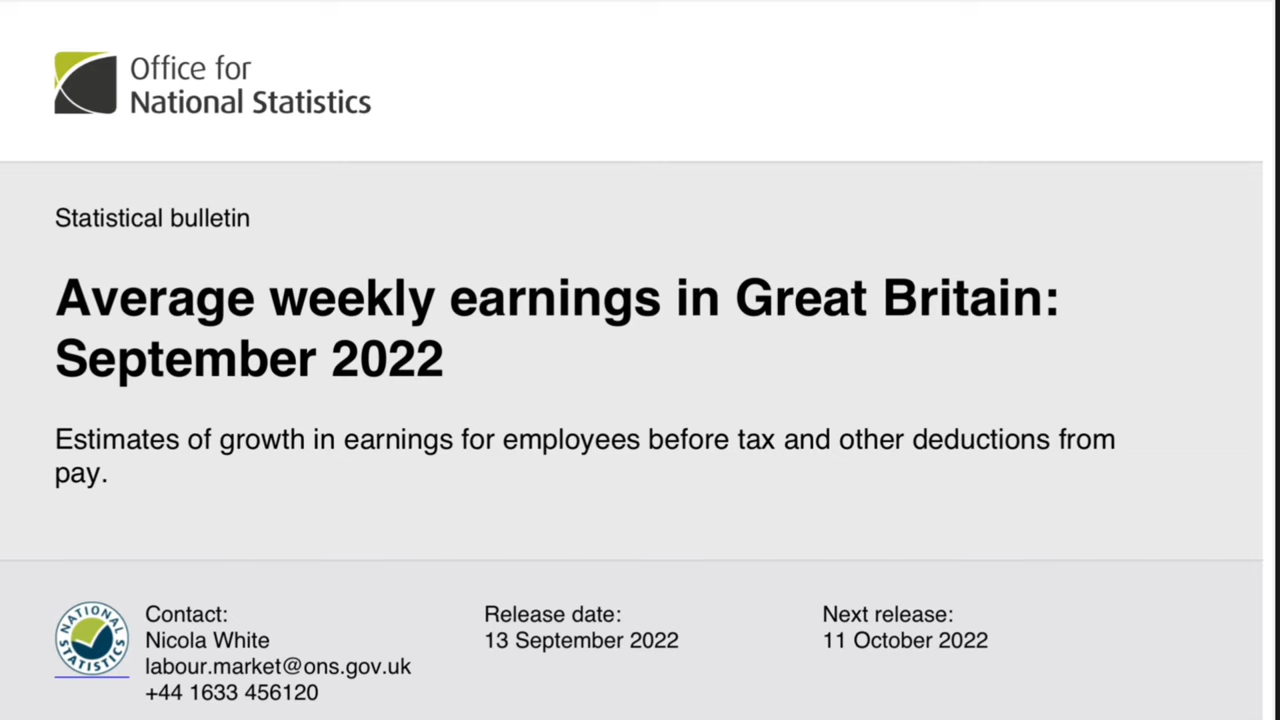 Office for
National Statistics
Statistical bulletin
Average weekly earnings in Great Britain:
September 2022
Estimates of growth in earnings for employees before tax and other deductions from
pay.
NATIONAL
STATISTICS
Contact:
Nicola White
labour.market@ons.gov.uk
+44 1633 456120
Release date:
13 September 2022
Next release:
11 October 2022